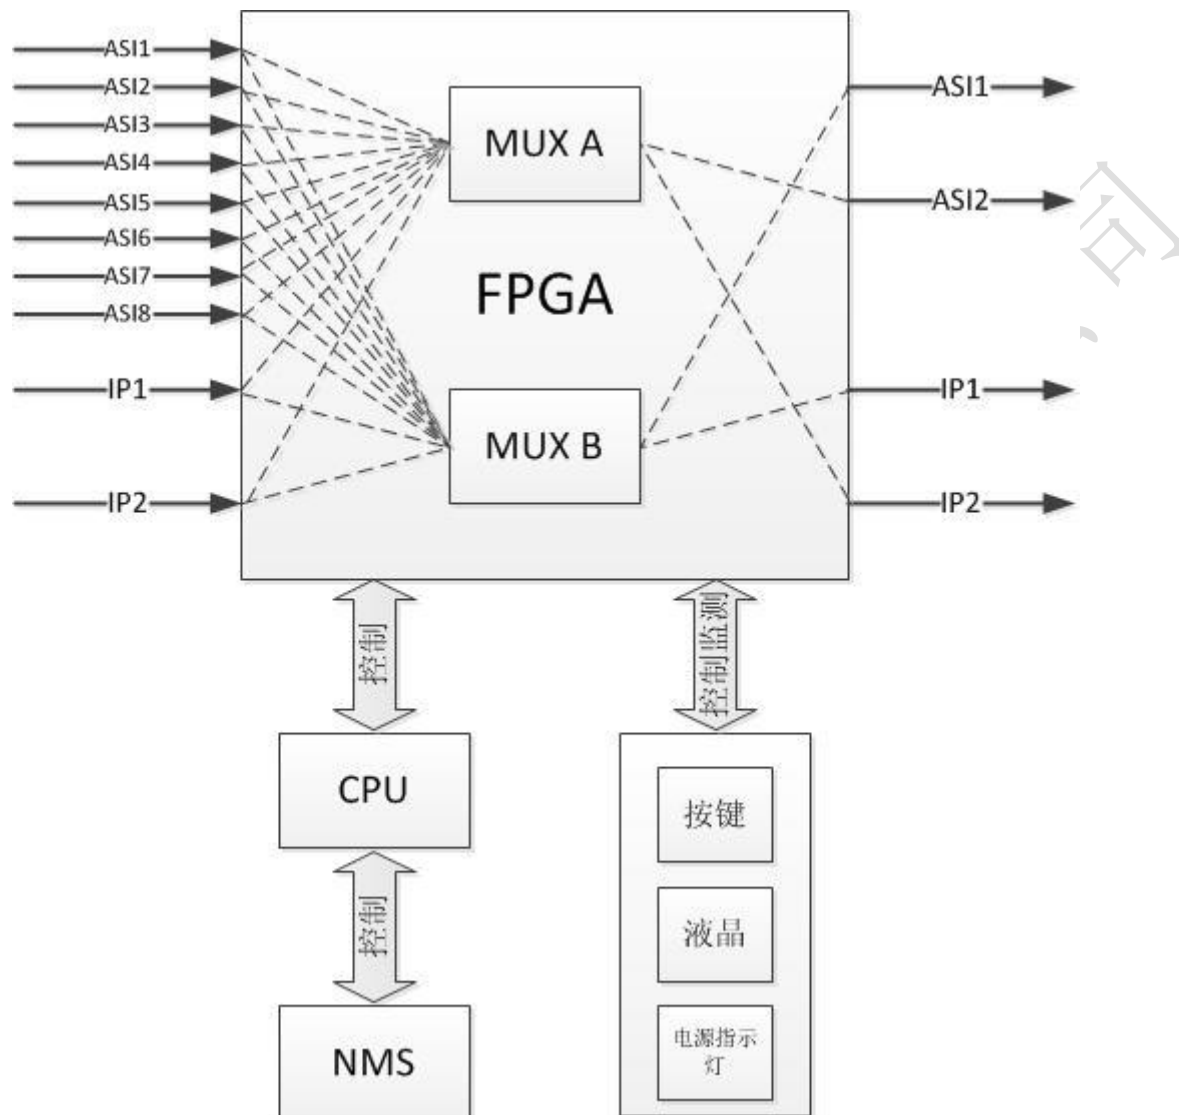 ASI1
ASI2
ASI3
ASI4
ASI5
ASI6
ASI7
ASI8
IP1
IP2
MUX A
FPGA
MUX B
ASI1
ASI2
IP1
IP2
控制
控制监测
CPU
控制
NMS
按键
液晶
电源指示
灯
司